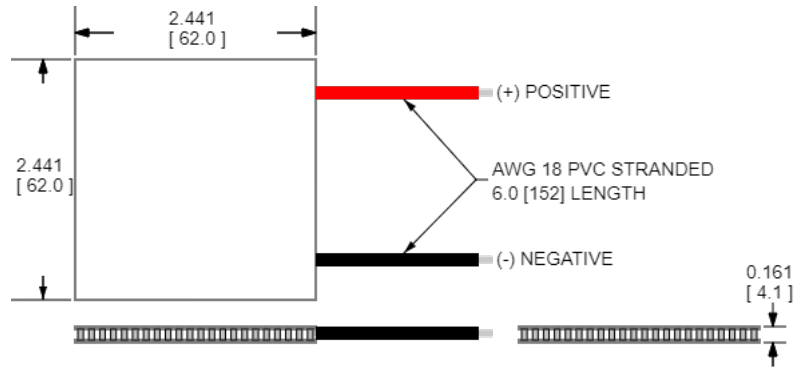 2.441
[ 62.0 ]
(+) POSITIVE
2.441
[ 62.0 ]
AWG 18 PVC STRANDED
6.0 [152] LENGTH
(-) NEGATIVE
0.161
[ 4.1 ]